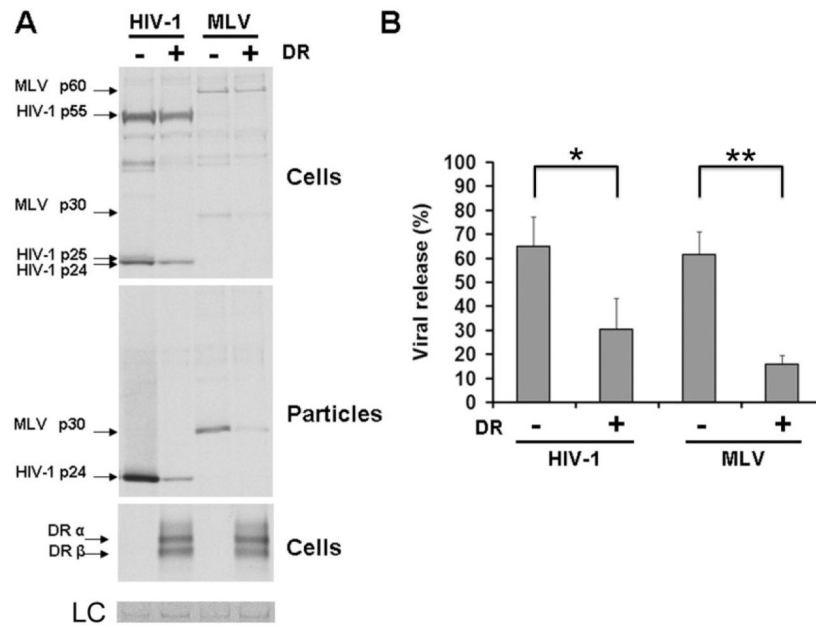 A
HIV-1 MLV
- + - + DR
MLV p60
HIV-1 p55
MLV p30
HIV-1 p25
HIV-1 p24
Cells
MLV p30
HIV-1 p24
Particles
DR α
DR β
Cells
LC
B
Viral release (%)
100
90
80
70
60
50
40
30
20
10
0
* **
DR - + - +
HIV-1 MLV